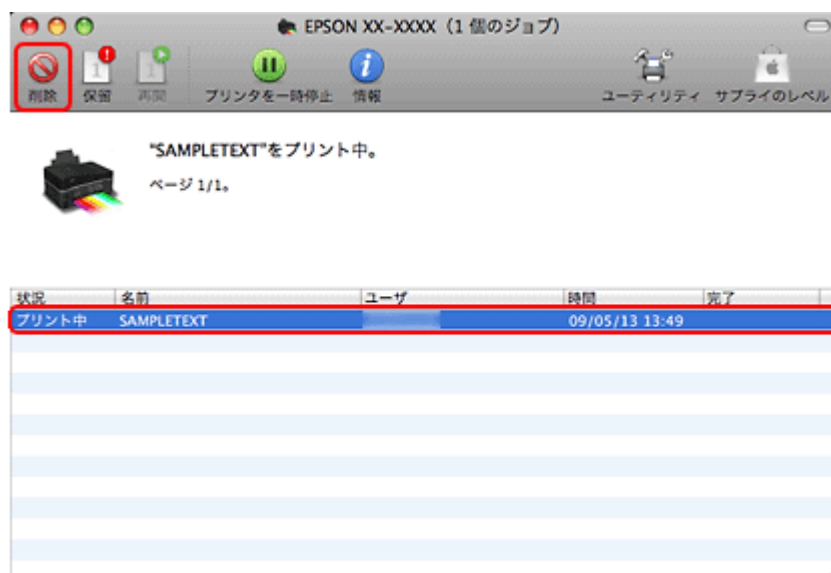 EPSON XX-XXXX（1 個のジョブ）
削除 保留 再開 プリンタを一時停止 情報 ユーティリティ サプライのレベル
"SAMPLETEXT"をプリント中。
ページ 1/1。
状況 名前 ユーザ 時間 完了
プリント中 SAMPLETEXT 09/05/13 13:49